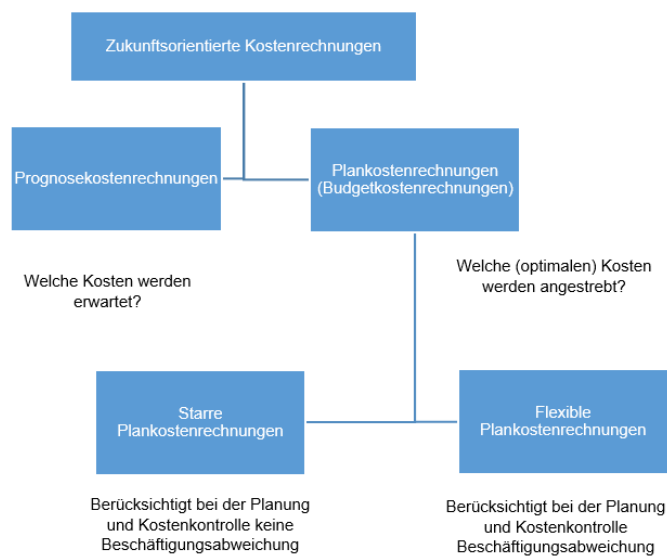 Zukunftsorientierte Kostenrechnungen
Prognosekostenrechnungen
Plankostenrechnungen
(Budgetkostenrechnungen)
Welche Kosten werden
erwartet?
Welche (optimalen) Kosten
werden angestrebt?
Starre
Plankostenrechnungen
Flexible
Plankostenrechnungen
Berücksichtigt bei der Planung
und Kostenkontrolle keine
Beschäftigungsabweichung
Berücksichtigt bei der Planung
und Kostenkontrolle
Beschäftigungsabweichung